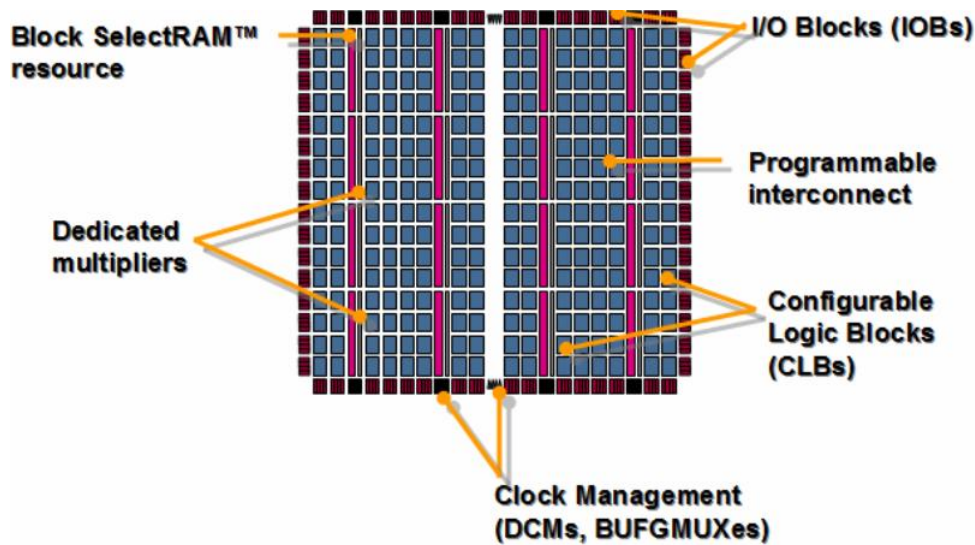 Block SelectRAM™
resource
I/O Blocks (IOBs)
Programmable
interconnect
Dedicated
multipliers
Configurable
Logic Blocks
(CLBs)
Clock Management
(DCMs, BUFGMUXes)